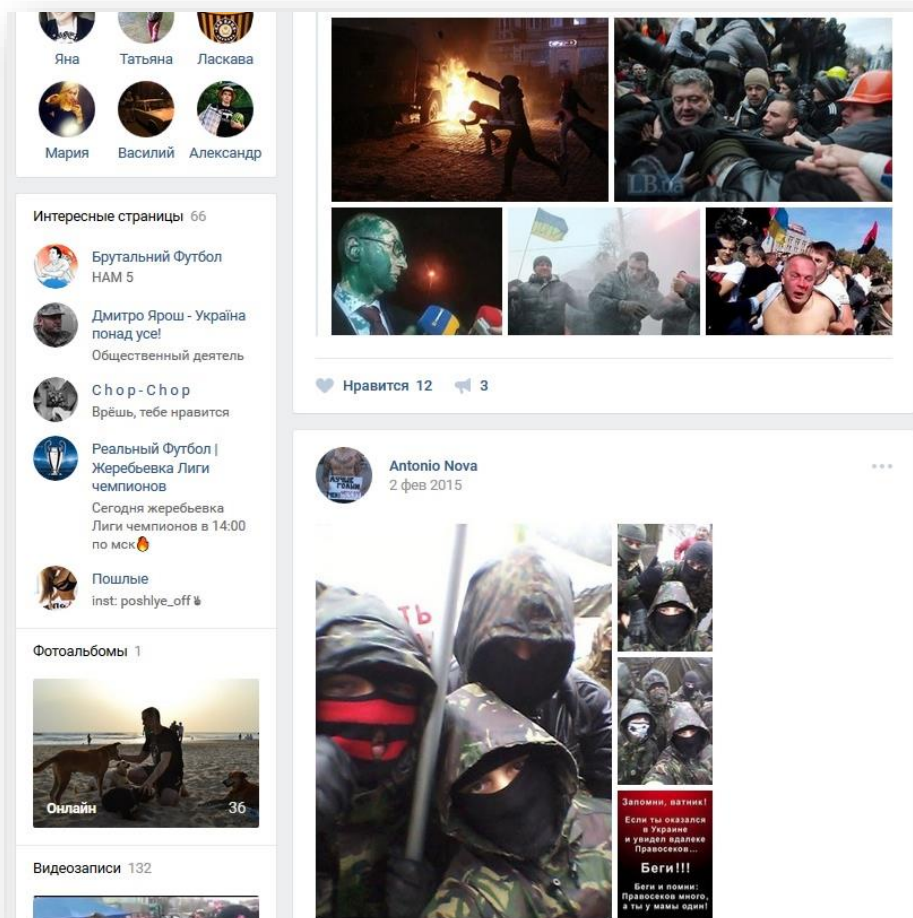 Яна
Татьяна
Ласкава
Мария
Василий
Александр
Интересные страницы 66
Брутальний Футбол
НАМ 5
Дмитро Ярош - Україна
понад усе!
Общественный деятель
Chop-Chop
Врёшь, тебе нравится
Реальный Футбол |
Жеребьевка Лиги
чемпионов
Сегодня жеребьевка
Лиги чемпионов в 14:00
по мск
Пошлые
inst: poshlye_off
Фотоальбомы 1
Онлайн
36
Видеозаписи 132
LB.ua
Нравится 12
3
Antonio Nova
2 фев 2015
ТЬ
Запомни, ватник!
Если ты оказался
в Украине
и увидел вдалеке
Правосеков...
Беги!!!
Беги и помни:
Правосеков много,
а ты у мамы один!